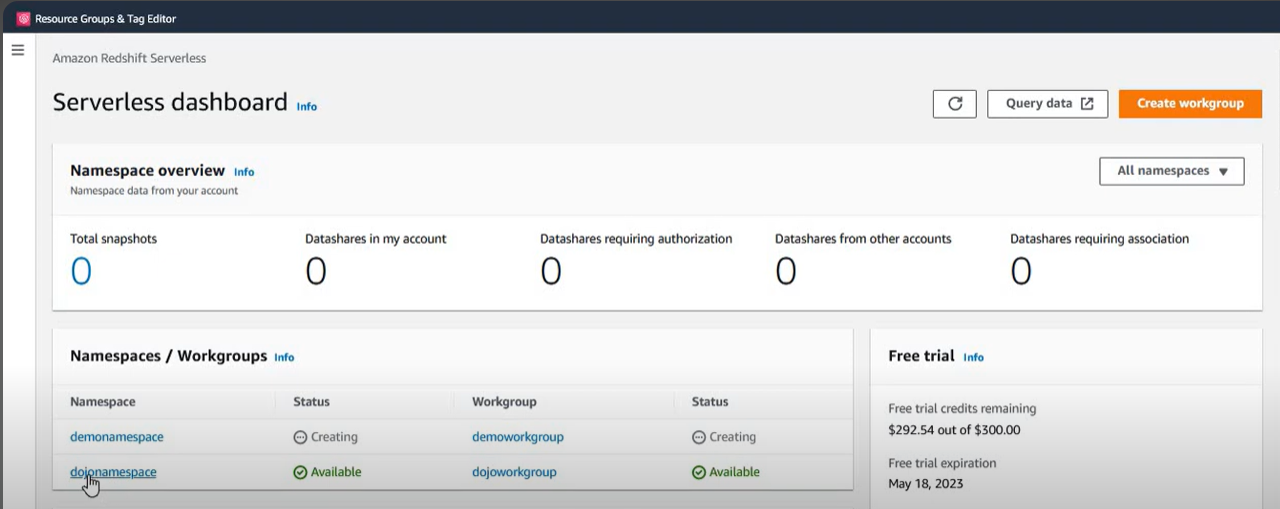 Resource Groups & Tag Editor
Amazon Redshift Serverless
Serverless dashboard Info
Query data
Create workgroup
Namespace overview Info
Namespace data from your account
All namespaces
Total snapshots
0
Datashares in my account
0
Datashares requiring authorization
0
Datashares from other accounts
0
Datashares requiring association
0
Namespaces / Workgroups Info
Namespace Status Workgroup Status
demonamespace Creating demoworkgroup Creating
dojonamespace Available dojoworkgroup Available
Free trial Info
Free trial credits remaining
$292.54 out of $300.00
Free trial expiration
May 18, 2023